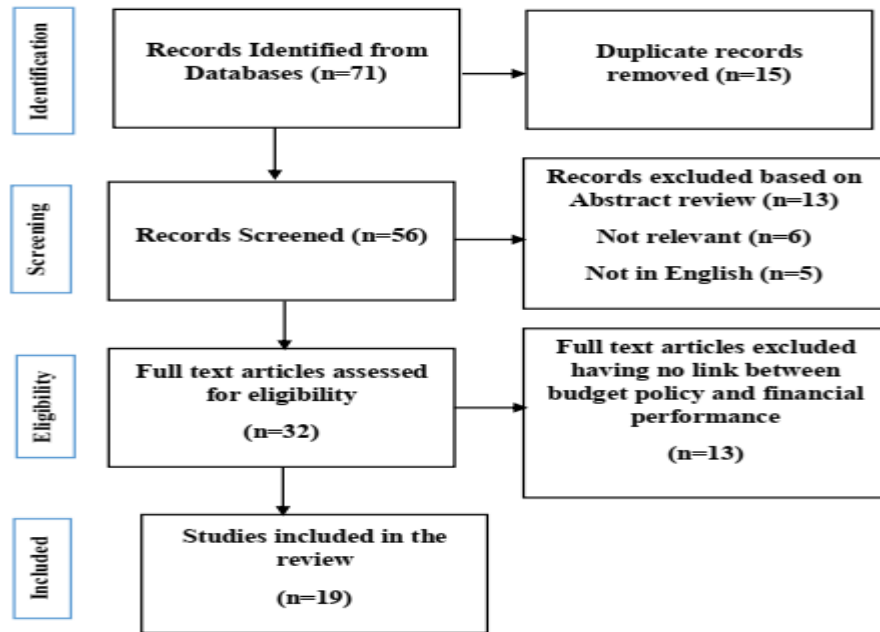 Identification
Records Identified from
Databases (n=71)
Duplicate records
removed (n=15)
Screening
Records Screened (n=56)
Records excluded based on
Abstract review (n=13)
Not relevant (n=6)
Not in English (n=5)
Eligibility
Full text articles assessed
for eligibility
(n=32)
Full text articles excluded
having no link between
budget policy and financial
performance
(n=13)
Included
Studies included in the
review
(n=19)